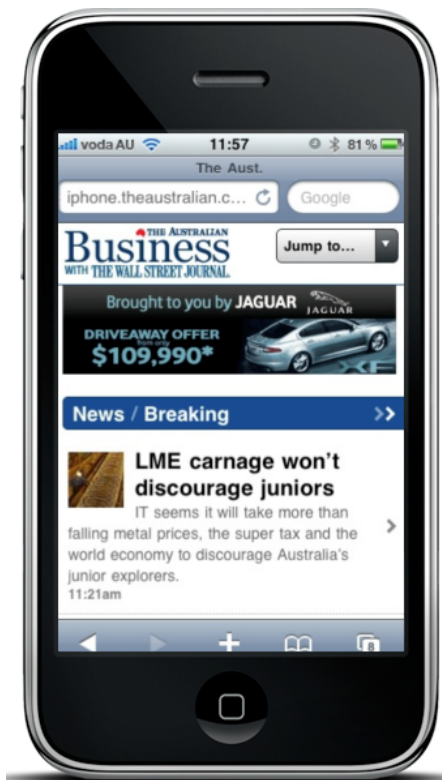 voda AU 11:57 81 %
The Aust.
iphone.theaustralian.c... Google
THE AUSTRALIAN
Business
WITH THE WALL STREET JOURNAL.
Jump to...
Brought to you by JAGUAR JAGUAR
DRIVEAWAY OFFER
from only
$109,990*
XF
News / Breaking
LME carnage won't
discourage juniors
IT seems it will take more than
falling metal prices, the super tax and the
world economy to discourage Australia's
junior explorers.
11:21am
8